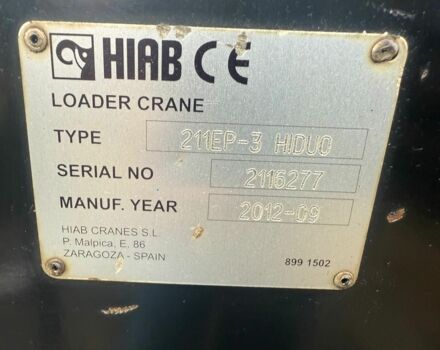 HIAB CE
LOADER CRANE
TYPE 211EP-3 HIDUO
SERIAL NO 2115277
MANUF. YEAR 2012-09
HIAB CRANES S.L
P. Malpica, E, 86
ZARAGOZA - SPAIN
899 1502